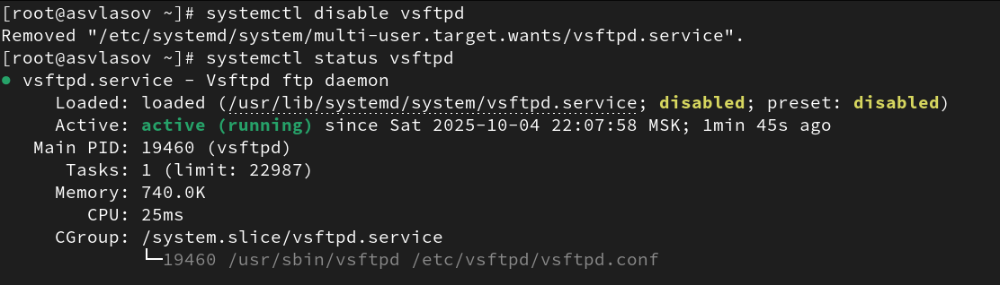 [root@asvlasov ~]# systemctl disable vsftpd
Removed "/etc/systemd/system/multi-user.target.wants/vsftpd.service".
[root@asvlasov ~]# systemctl status vsftpd
● vsftpd.service - Vsftpd ftp daemon
     Loaded: loaded (/usr/lib/systemd/system/vsftpd.service; disabled; preset: disabled)
     Active: active (running) since Sat 2025-10-04 22:07:58 MSK; 1min 45s ago
   Main PID: 19460 (vsftpd)
      Tasks: 1 (limit: 22987)
     Memory: 740.0K
        CPU: 25ms
     CGroup: /system.slice/vsftpd.service
             └─19460 /usr/sbin/vsftpd /etc/vsftpd/vsftpd.conf